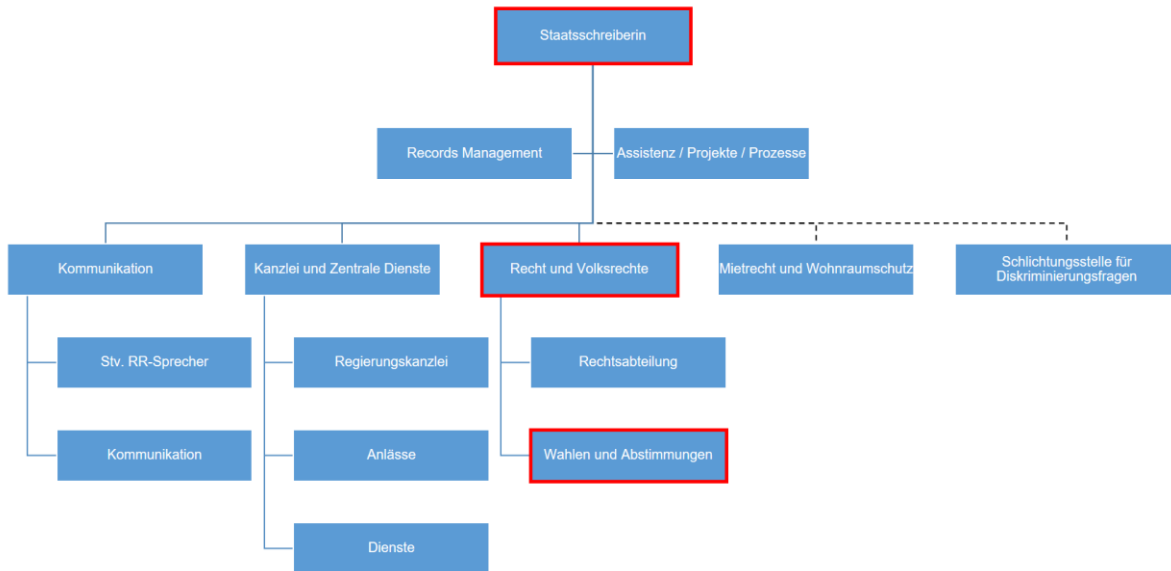 Staatsschreiberin
Records Management
Assistenz / Projekte / Prozesse
Kommunikation
Kanzlei und Zentrale Dienste
Recht und Volksrechte
Mietrecht und Wohnraumschutz
Schlichtungsstelle für
Diskriminierungsfragen
Stv. RR-Sprecher
Regierungskanzlei
Rechtsabteilung
Kommunikation
Anlässe
Wahlen und Abstimmungen
Dienste